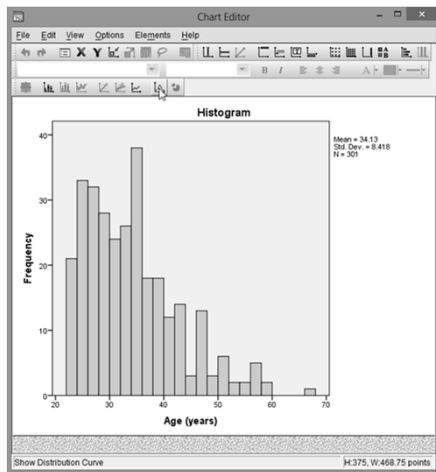 Chart Editor
File Edit View Options Elements Help
X Y
B I A
Histogram
Mean = 34.13
Std. Dev. = 8.418
N = 301
40
30
20
10
0
Frequency
20 30 40 50 60 70
Age (years)
Show Distribution Curve H:375, W:468.75 points